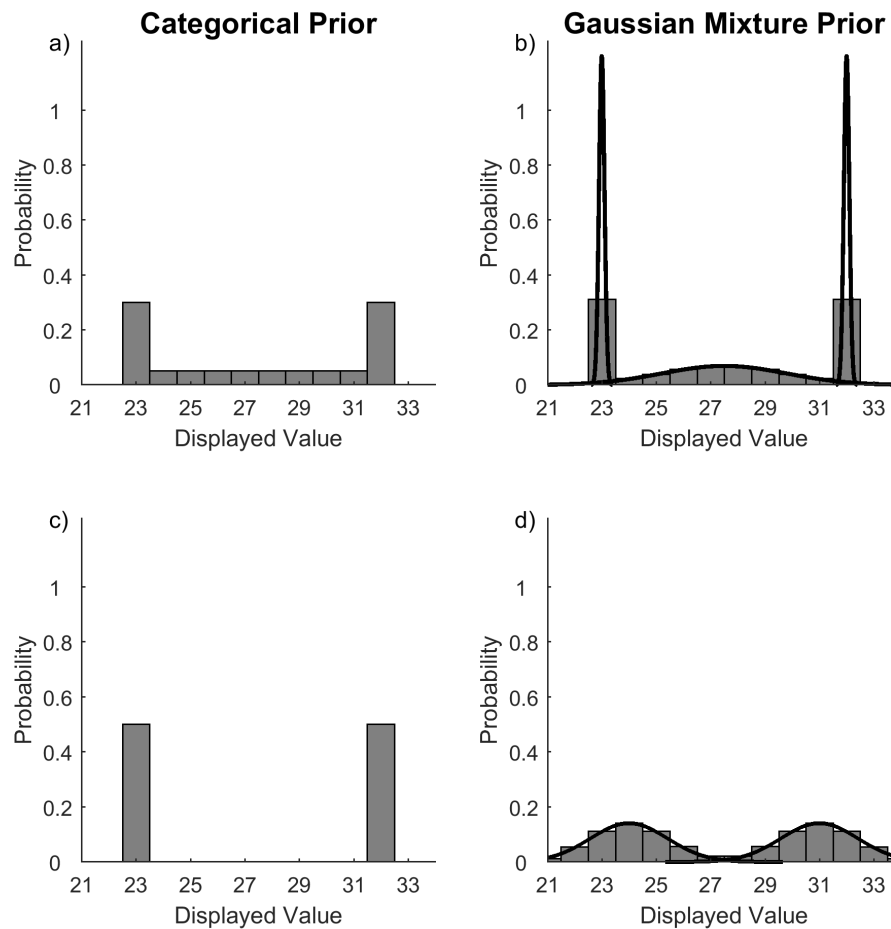 Categorical Prior
Gaussian Mixture Prior
a)
Probability
1
0.8
0.6
0.4
0.2
0
21 23 25 27 29 31 33
Displayed Value
b)
Probability
1
0.8
0.6
0.4
0.2
0
21 23 25 27 29 31 33
Displayed Value
c)
Probability
1
0.8
0.6
0.4
0.2
0
21 23 25 27 29 31 33
Displayed Value
d)
Probability
1
0.8
0.6
0.4
0.2
0
21 23 25 27 29 31 33
Displayed Value